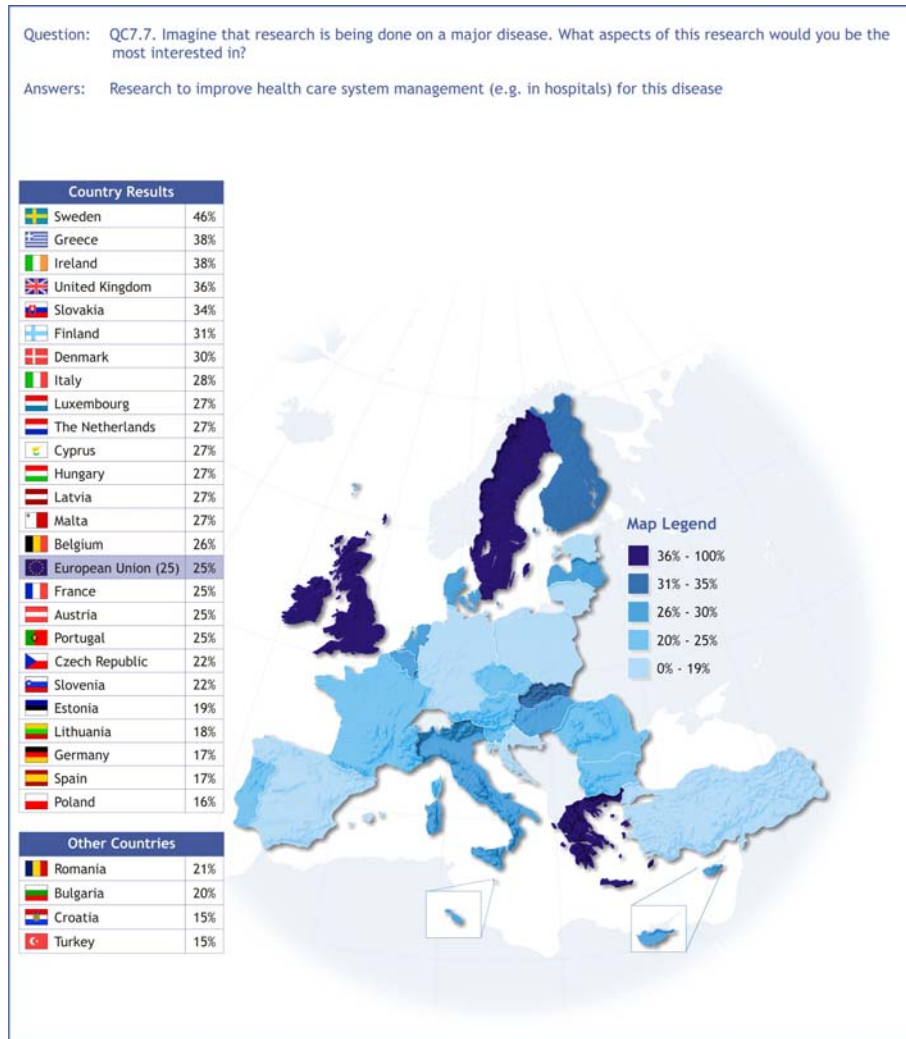 Question: QC7.7. Imagine that research is being done on a major disease. What aspects of this research would you be the
most interested in?
Answers: Research to improve health care system management (e.g. in hospitals) for this disease
Country Results
Sweden 46%
Greece 38%
Ireland 38%
United Kingdom 36%
Slovakia 34%
Finland 31%
Denmark 30%
Italy 28%
Luxembourg 27%
The Netherlands 27%
Cyprus 27%
Hungary 27%
Latvia 27%
Malta 27%
Belgium 26%
European Union (25) 25%
France 25%
Austria 25%
Portugal 25%
Czech Republic 22%
Slovenia 22%
Estonia 19%
Lithuania 18%
Germany 17%
Spain 17%
Poland 16%
Other Countries
Romania 21%
Bulgaria 20%
Croatia 15%
Turkey 15%
Map Legend
36% - 100%
31% - 35%
26% - 30%
20% - 25%
0% - 19%